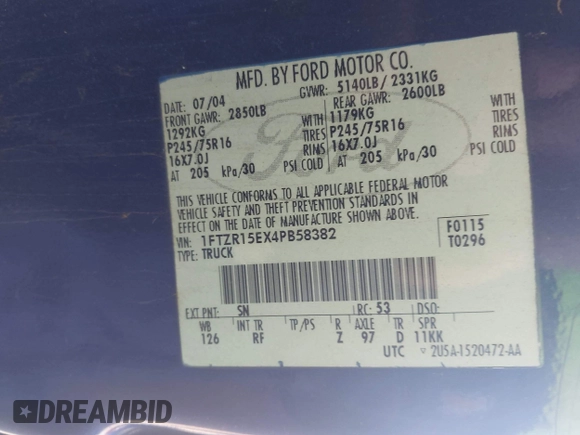 MFD. BY FORD MOTOR CO.
DATE: 07/04 GVWR: 5140LB/ 2331KG
FRONT GAWR: 2850LB REAR GAWR: 2600LB
1292KG WITH 1179KG WITH
P245/75R16 TIRES P245/75R16 TIRES
16X7.0J RINS 16X7.0J RIMS
AT 205 kPa/30 PSI COLD AT 205 kPa/30 PSI COLD
Ford
THIS VEHICLE CONFORMS TO ALL APPLICABLE FEDERAL MOTOR
VEHICLE SAFETY AND THEFT PREVENTION STANDARDS IN
EFFECT ON THE DATE OF MANUFACTURE SHOWN ABOVE.
VIN: 1FTZR15EX4PB58382 F0115
TYPE: TRUCK T0296
EXT PNT: SN RC: 53 DSO:
WB INT TR TP/PS R AXLE TR SPR
126 RF Z 97 D 11KK
UTC ▽ 2U5A-1520472-AA
DREAMBID